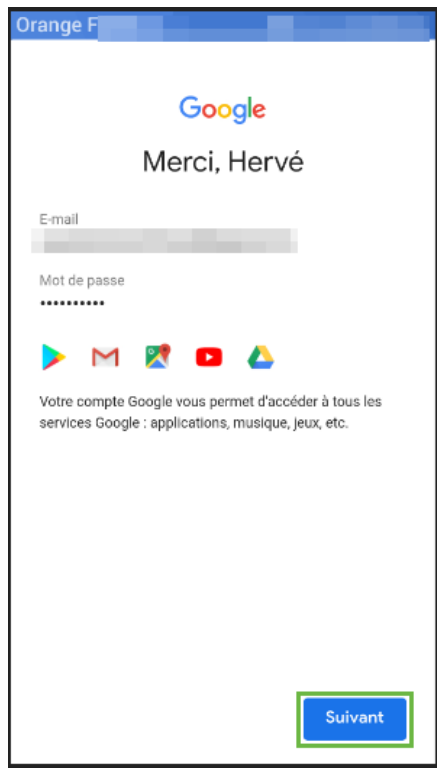 Orange F
Google
Merci, Hervé
E-mail
Mot de passe
••••••••••
Votre compte Google vous permet d'accéder à tous les
services Google : applications, musique, jeux, etc.
Suivant